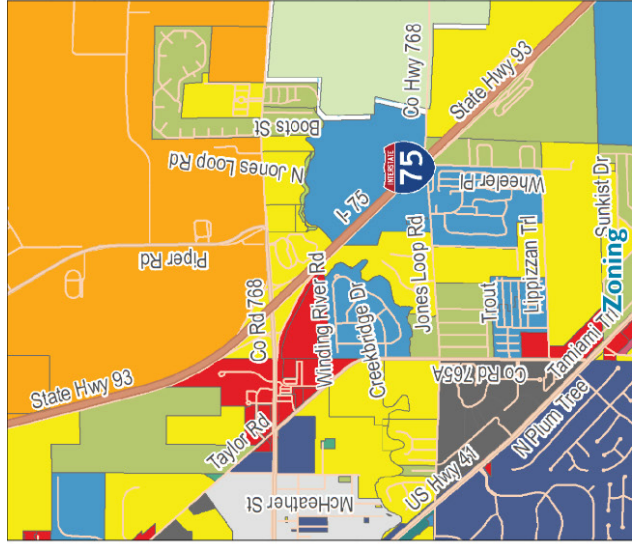 Co Hwy 768
State Hwy 93
Boots St
N Jones Loop Rd
INTERSTATE
75
I- 75
Wheeler Pl
Piper Rd
Co Rd 768
Winding River Rd
Jones Loop Rd
Creekbridge Dr
Trout
Lippizzan Trl
Sunkist Dr
Zoning
Tamiami Trl
State Hwy 93
Co Rd 765A
Taylor Rd
N Plum Tree
US Hwy 41
McHeather St